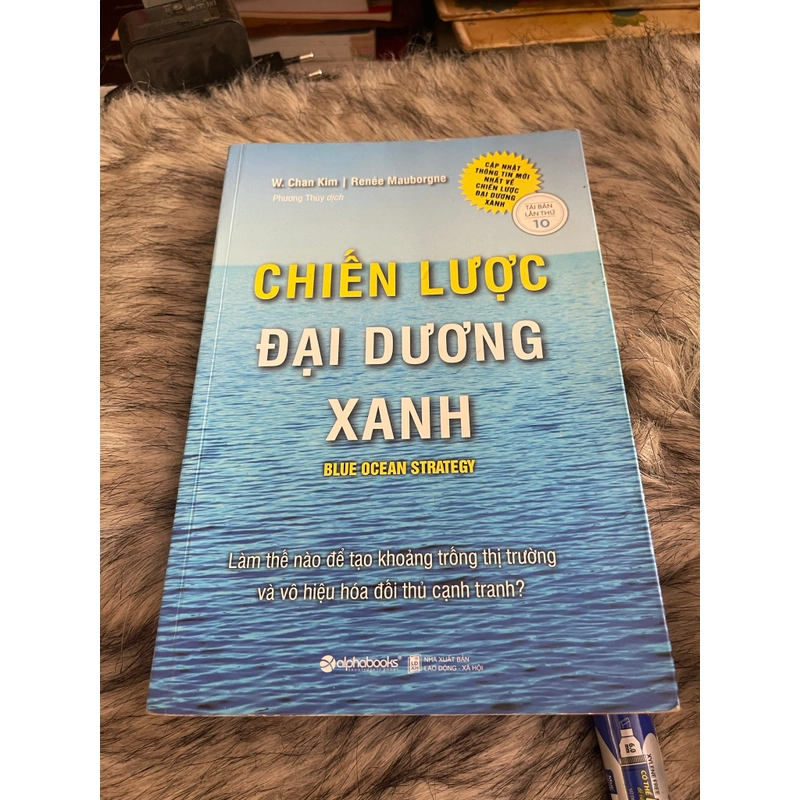 W. Chan Kim | Renée Mauborgne
Phương Thúy dịch
CẬP NHẬT
THÔNG TIN MỚI
NHẤT VỀ
CHIẾN LƯỢC
ĐẠI DƯƠNG
XANH
TÁI BẢN
LẦN THỨ
10
CHIẾN LƯỢC
ĐẠI DƯƠNG
XANH
BLUE OCEAN STRATEGY
Làm thế nào để tạo khoảng trống thị trường
và vô hiệu hóa đối thủ cạnh tranh?
alphabooks
NHÀ XUẤT BẢN
LAO ĐỘNG - XÃ HỘI